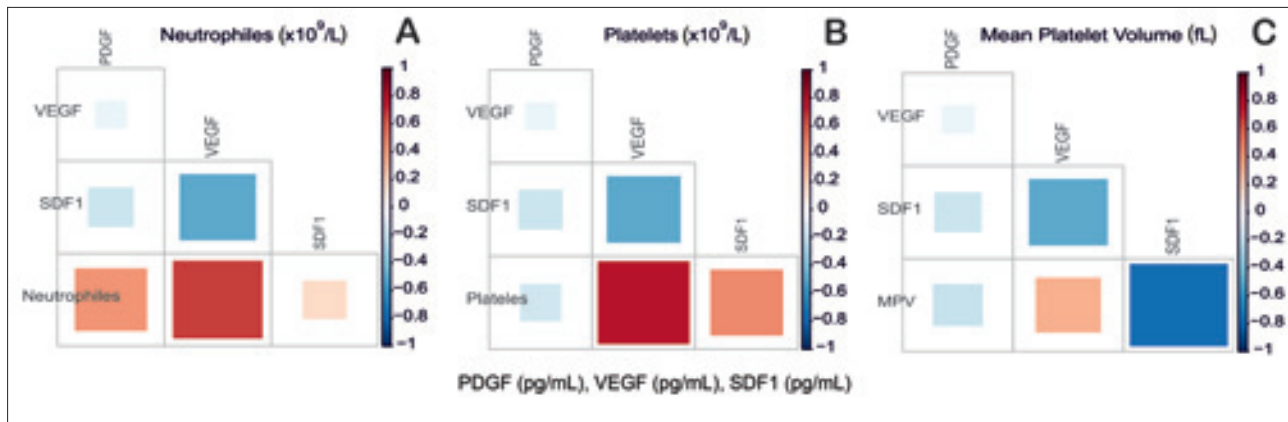 Neutrophiles (x10⁹/L) A
PDGF
VEGF
VEGF
SDF1
SDF1
Neutrophiles
1
0.8
0.6
0.4
0.2
0
−0.2
−0.4
−0.6
−0.8
−1
Platelets (x10⁹/L) B
PDGF
VEGF
VEGF
SDF1
SDF1
Plateles
1
0.8
0.6
0.4
0.2
0
−0.2
−0.4
−0.6
−0.8
−1
Mean Platelet Volume (fL) C
PDGF
VEGF
VEGF
SDF1
SDF1
MPV
1
0.8
0.6
0.4
0.2
0
−0.2
−0.4
−0.6
−0.8
−1
PDGF (pg/mL), VEGF (pg/mL), SDF1 (pg/mL)